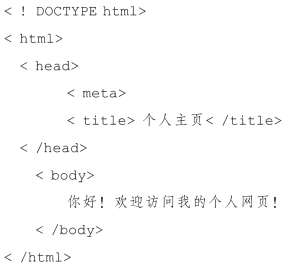 < ! DOCTYPE html>
< html>
< head>
< meta>
< title> 个人主页< /title>
< /head>
< body>
你好！欢迎访问我的个人网页！
< /body>
< /html>